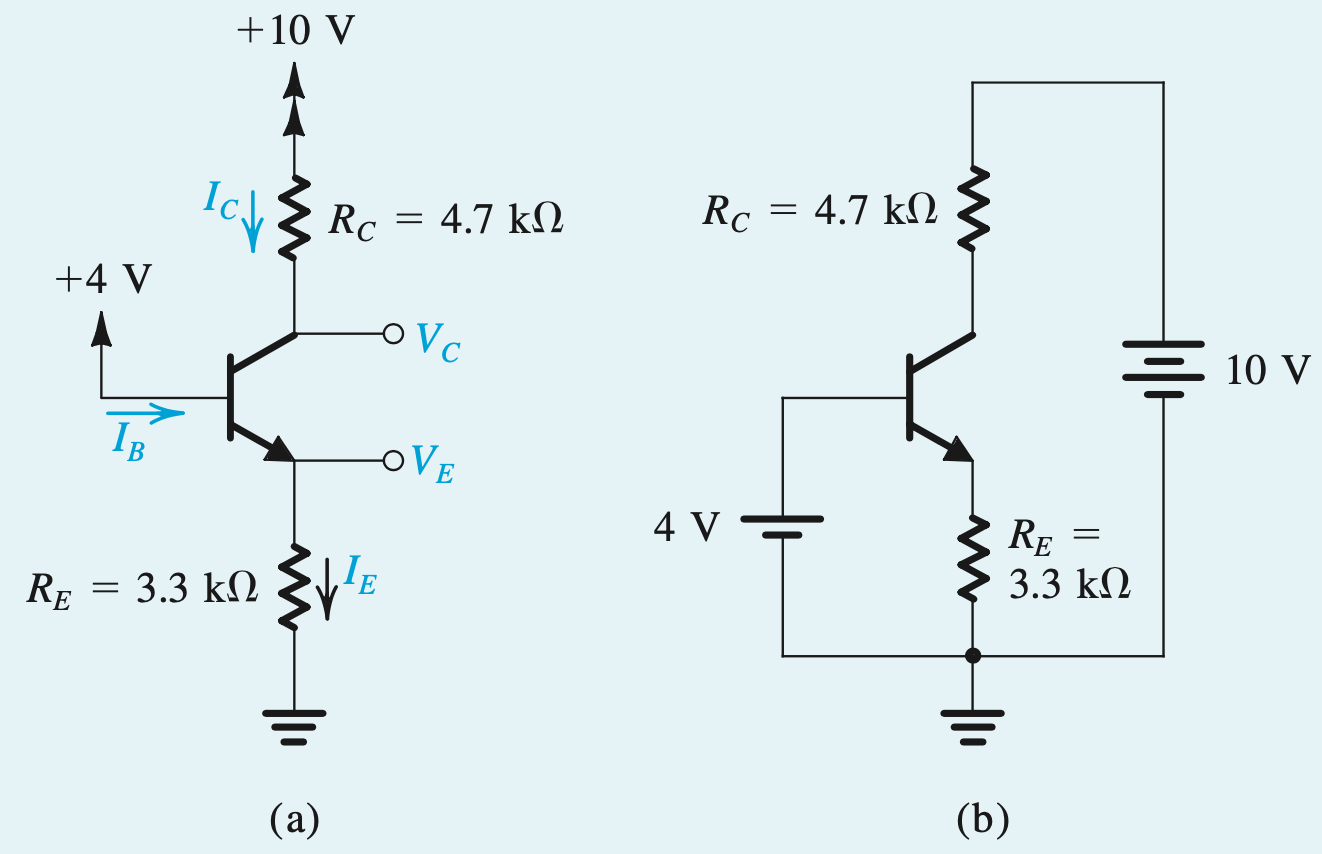 +10 V
I_C
R_C = 4.7 kΩ
+4 V
V_C
I_B
V_E
R_E = 3.3 kΩ
I_E
(a)
R_C = 4.7 kΩ
10 V
4 V
R_E =
3.3 kΩ
(b)